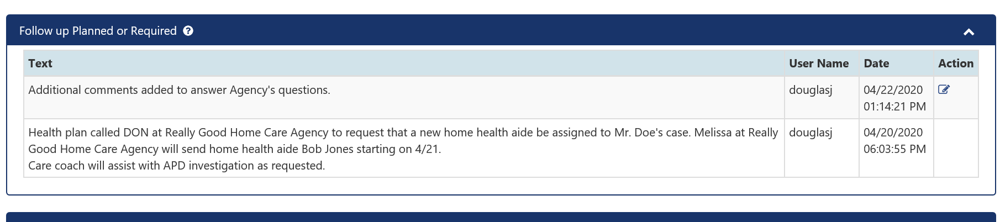 Follow up Planned or Required
Text User Name Date Action
Additional comments added to answer Agency's questions. douglasj 04/22/2020
01:14:21 PM
Health plan called DON at Really Good Home Care Agency to request that a new home health aide be assigned to Mr. Doe's case. Melissa at Really douglasj 04/20/2020
Good Home Care Agency will send home health aide Bob Jones starting on 4/21. 06:03:55 PM
Care coach will assist with APD investigation as requested.